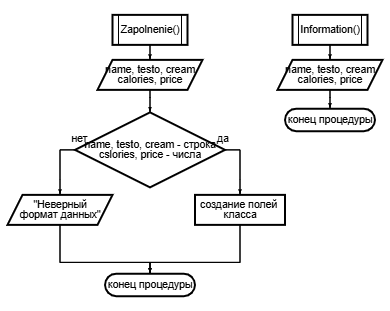 Zapolnenie()
name, testo, cream
calories, price
нет
да
name, testo, cream - строка
cslories, price - числа
"Неверный
формат данных"
создание полей
класса
конец процедуры
Information()
name, testo, cream
calories, price
конец процедуры